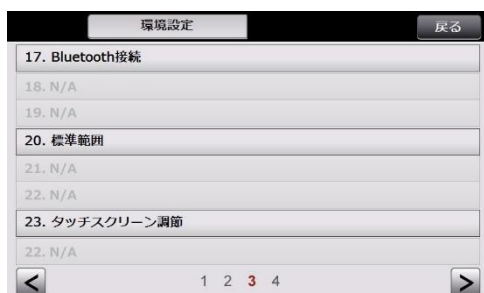 環境設定
戻る
17. Bluetooth接続
18. N/A
19. N/A
20. 標準範囲
21. N/A
22. N/A
23. タッチスクリーン調節
22. N/A
< 1 2 3 4 >